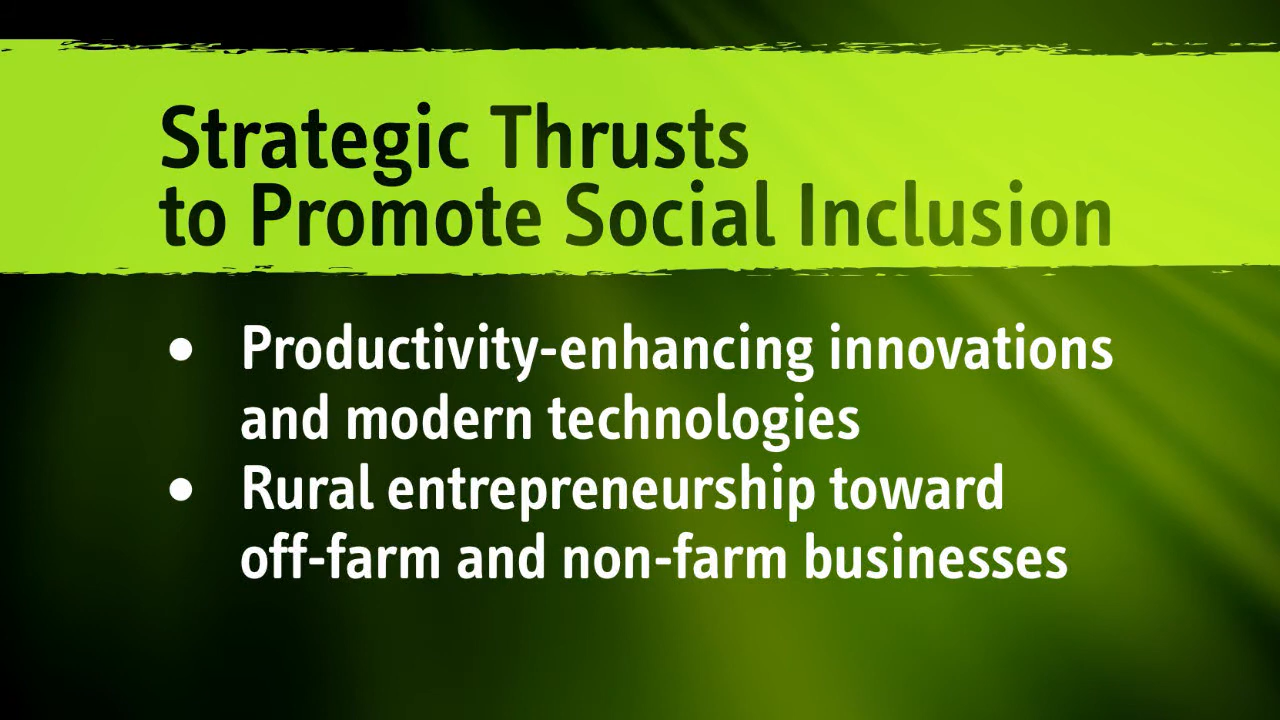 Strategic Thrusts
to Promote Social Inclusion
• Productivity-enhancing innovations
and modern technologies
• Rural entrepreneurship toward
off-farm and non-farm businesses